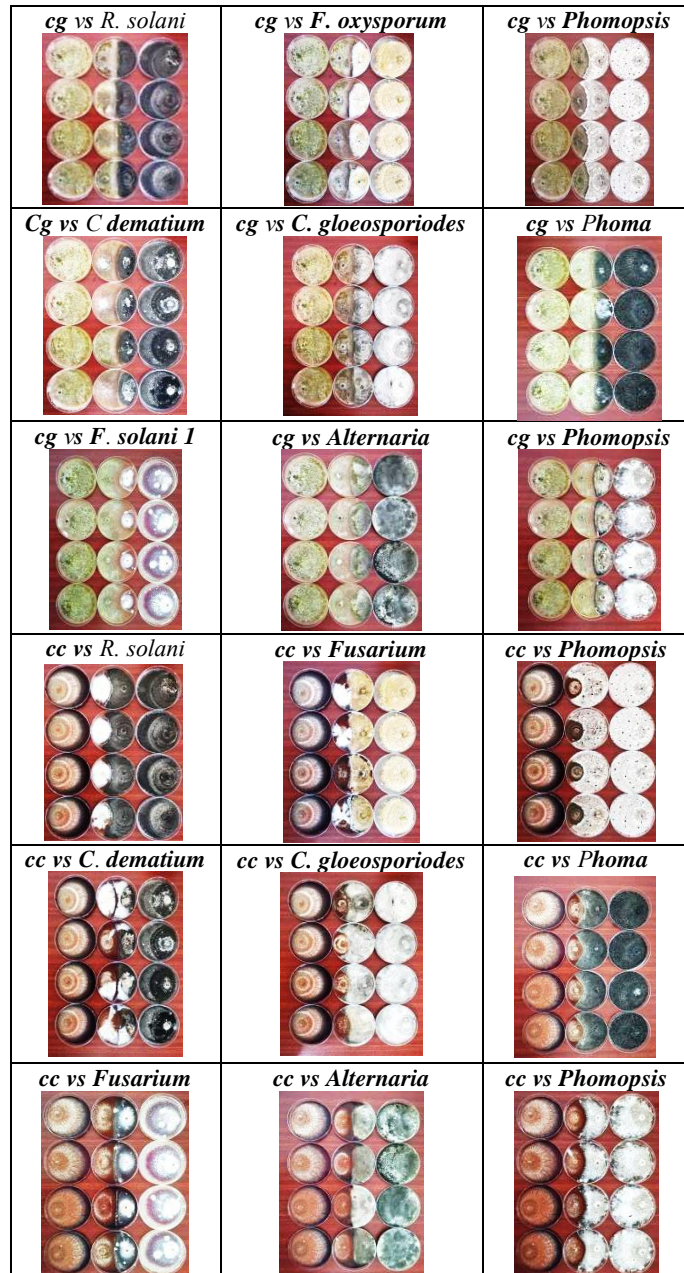 cg vs R. solani
cg vs F. oxysporum
cg vs Phomopsis
Cg vs C dematium
cg vs C. gloeosporiodes
cg vs Phoma
cg vs F. solani 1
cg vs Alternaria
cg vs Phomopsis
cc vs R. solani
cc vs Fusarium
cc vs Phomopsis
cc vs C. dematium
cc vs C. gloeosporiodes
cc vs Phoma
cc vs Fusarium
cc vs Alternaria
cc vs Phomopsis